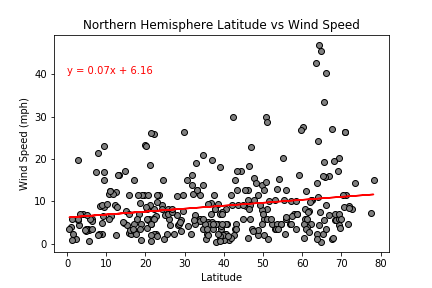 Northern Hemisphere Latitude vs Wind Speed
y = 0.07x + 6.16
Wind Speed (mph)
40
30
20
10
0
0 10 20 30 40 50 60 70 80
Latitude